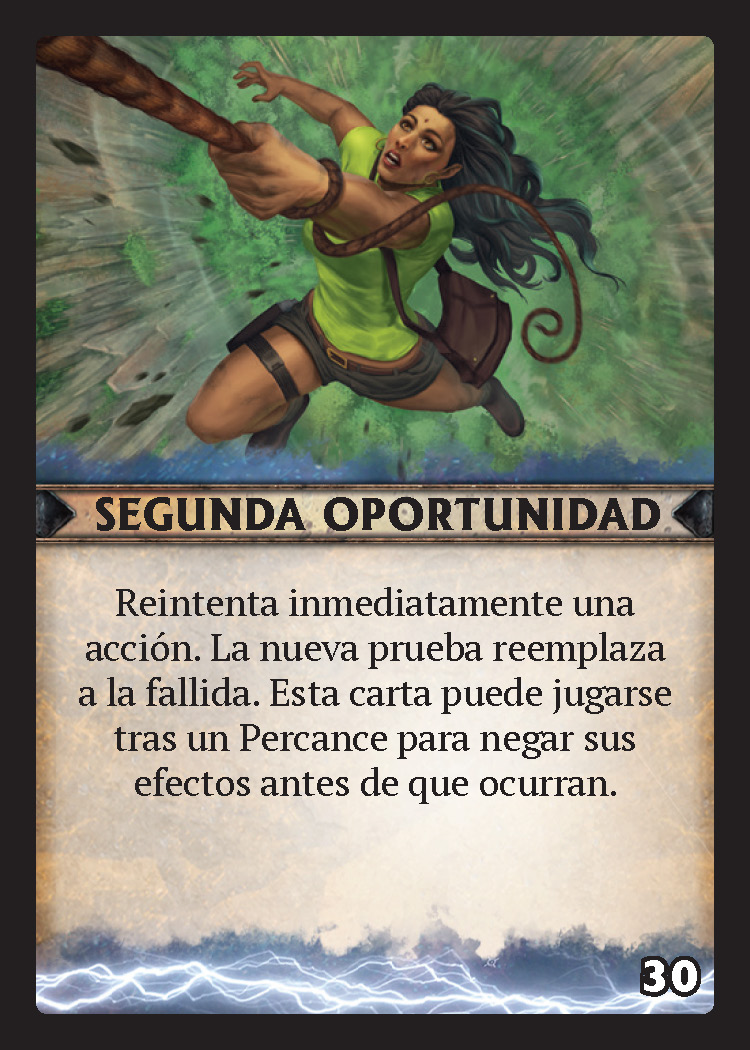 SEGUNDA OPORTUNIDAD
Reintenta inmediatamente una
acción. La nueva prueba reemplaza
a la fallida. Esta carta puede jugarse
tras un Percance para negar sus
efectos antes de que ocurran.
30